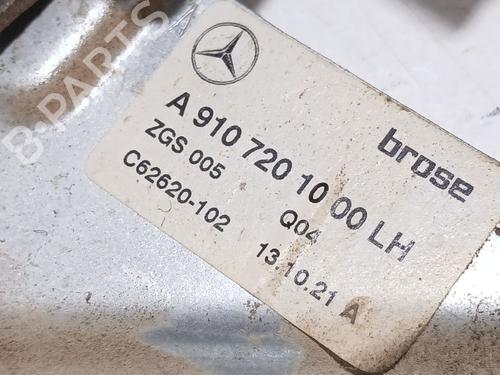 B-PARTS
A 910 720 10 00 LH
ZGS 005
C62620-102
Q04
13.10.21 A
brose